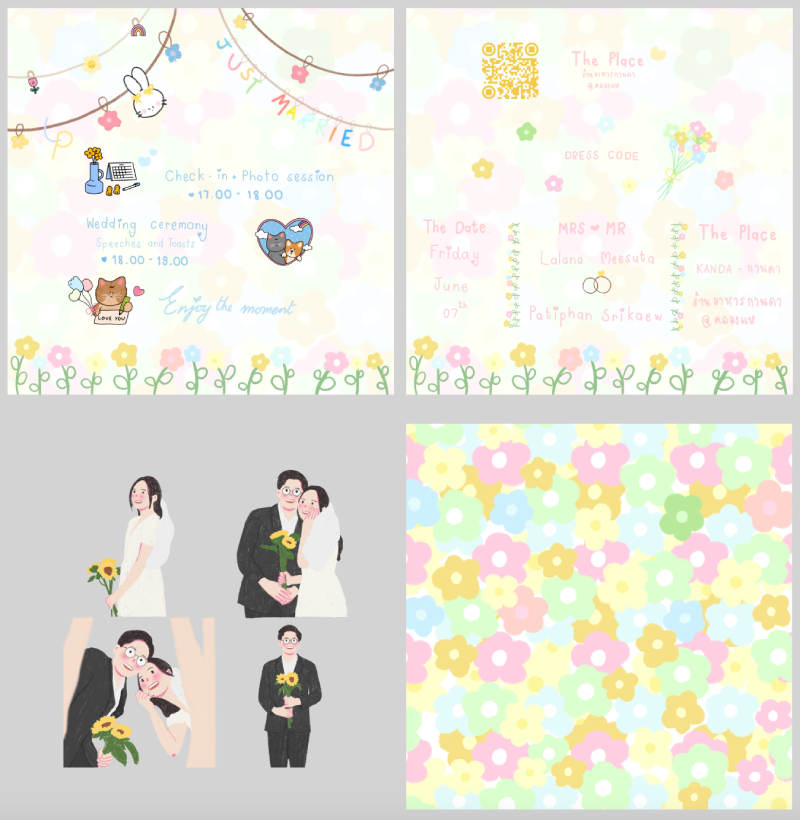 JUST MARRIED
LP
Check-in + Photo session
♥ 17.00 - 18.00
Wedding ceremony
Speeches and Toasts
♥ 18.00 - 19.00
LOVE YOU
Enjoy the moment
The Place
ร้านอาหารกานดา
@คลองแห
DRESS CODE
The Date
Friday
June
07th
MRS ♥ MR
Lalana Meesuta
Patiphan Srikaew
The Place
KANDA - กานดา
ร้านอาหารกานดา
@คลองแห